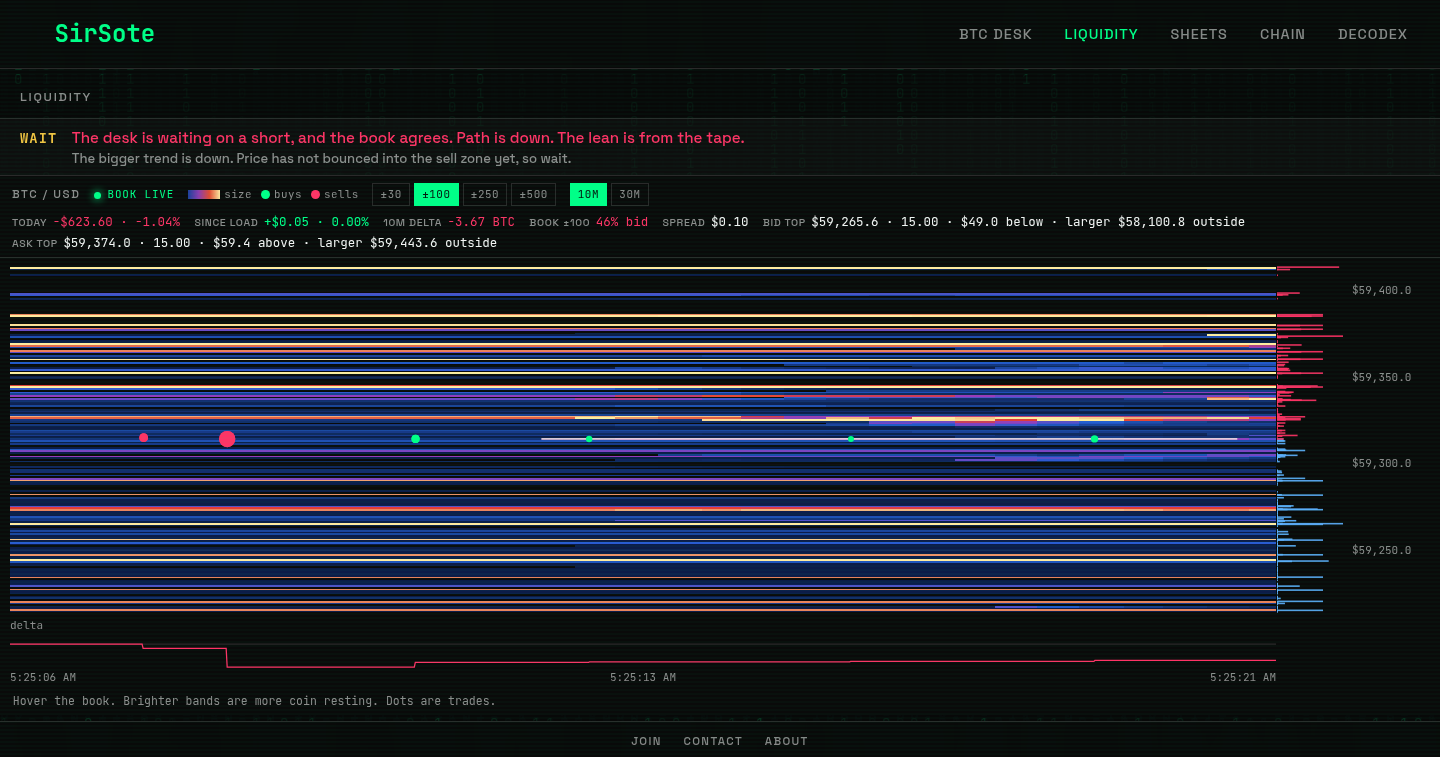 SirSote
BTC DESK LIQUIDITY SHEETS CHAIN DECODEX
LIQUIDITY
WAIT The desk is waiting on a short, and the book agrees. Path is down. The lean is from the tape.
The bigger trend is down. Price has not bounced into the sell zone yet, so wait.
BTC / USD BOOK LIVE size buys sells ±30 ±100 ±250 ±500 10M 30M
TODAY -$623.60 · -1.04% SINCE LOAD +$0.05 · 0.00% 10M DELTA -3.67 BTC BOOK ±100 46% bid SPREAD $0.10 BID TOP $59,265.6 · 15.00 · $49.0 below · larger $58,100.8 outside
ASK TOP $59,374.0 · 15.00 · $59.4 above · larger $59,443.6 outside
$59,400.0
$59,350.0
$59,300.0
$59,250.0
delta
5:25:06 AM 5:25:13 AM 5:25:21 AM
Hover the book. Brighter bands are more coin resting. Dots are trades.
JOIN CONTACT ABOUT